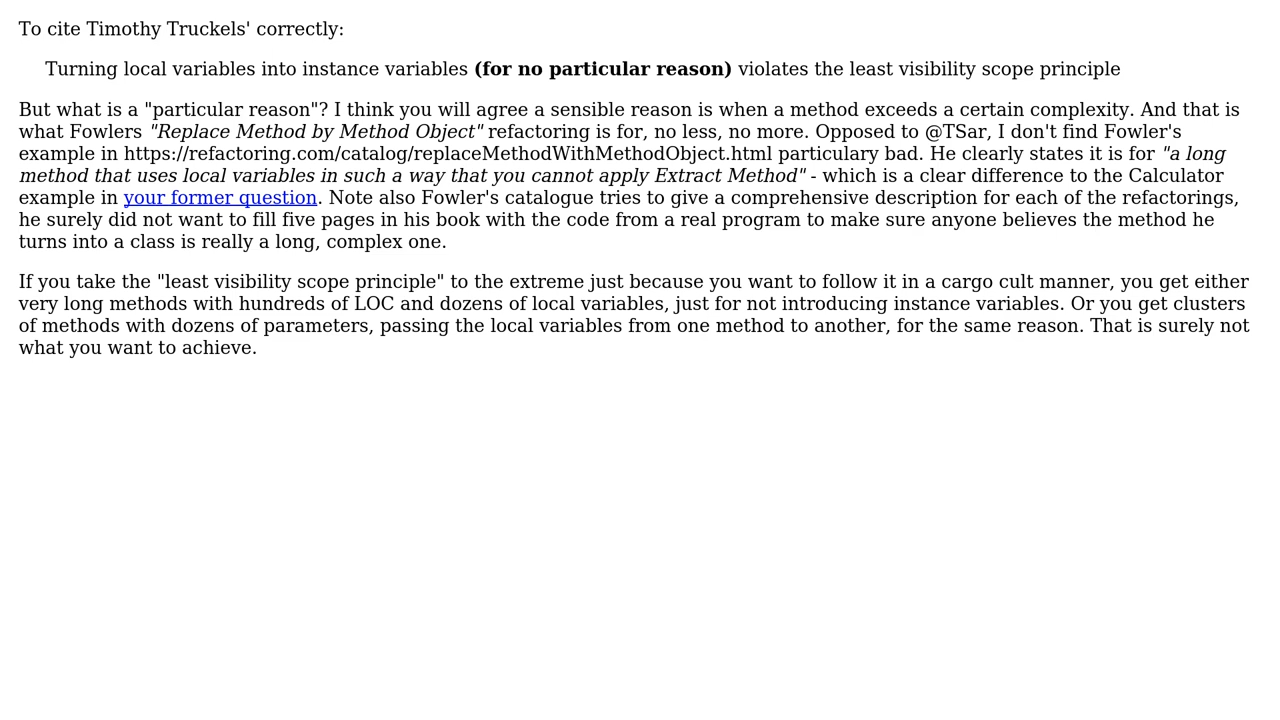 To cite Timothy Truckels' correctly:
Turning local variables into instance variables (for no particular reason) violates the least visibility scope principle
But what is a "particular reason"? I think you will agree a sensible reason is when a method exceeds a certain complexity. And that is
what Fowlers "Replace Method by Method Object" refactoring is for, no less, no more. Opposed to @TSar, I don't find Fowler's
example in https://refactoring.com/catalog/replaceMethodWithMethodObject.html particulary bad. He clearly states it is for "a long
method that uses local variables in such a way that you cannot apply Extract Method" - which is a clear difference to the Calculator
example in your former question. Note also Fowler's catalogue tries to give a comprehensive description for each of the refactorings,
he surely did not want to fill five pages in his book with the code from a real program to make sure anyone believes the method he
turns into a class is really a long, complex one.
If you take the "least visibility scope principle" to the extreme just because you want to follow it in a cargo cult manner, you get either
very long methods with hundreds of LOC and dozens of local variables, just for not introducing instance variables. Or you get clusters
of methods with dozens of parameters, passing the local variables from one method to another, for the same reason. That is surely not
what you want to achieve.